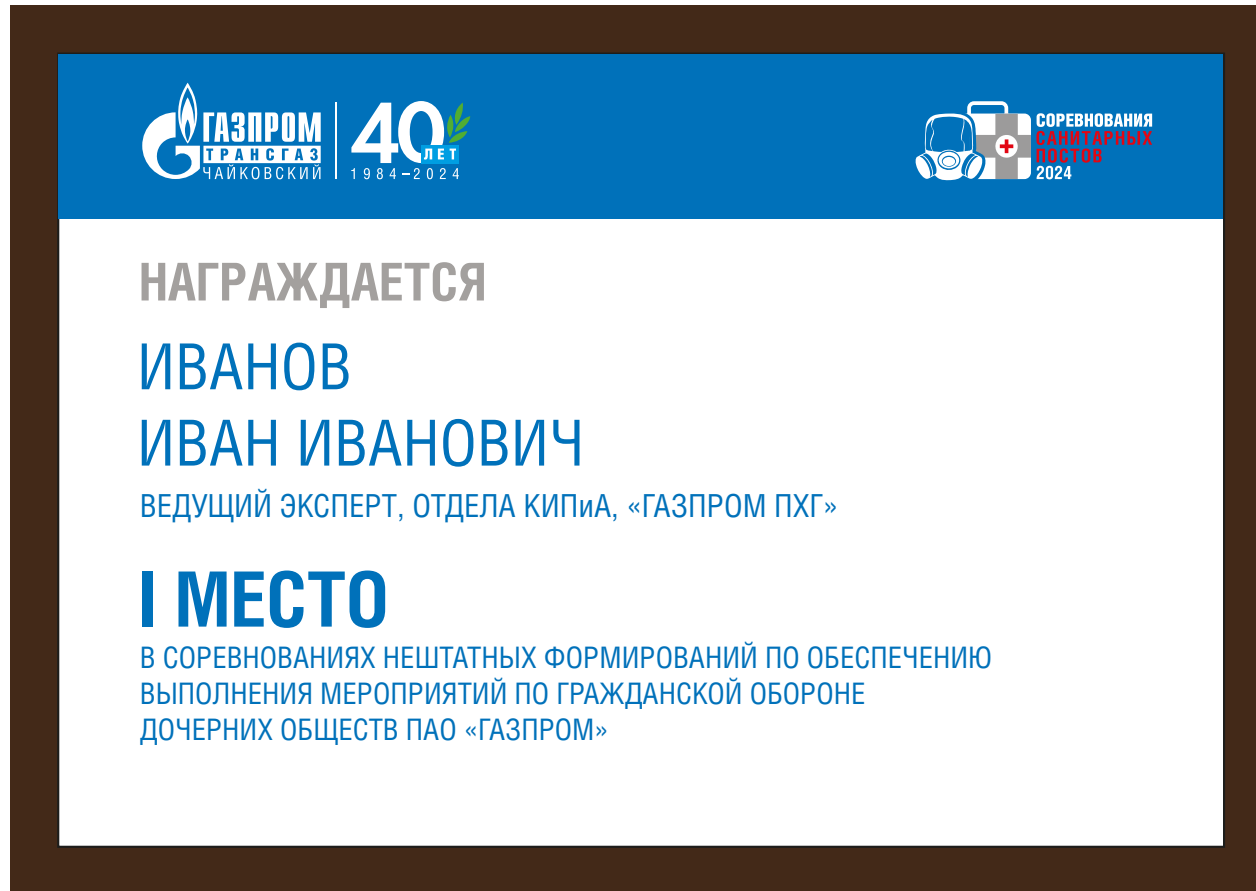 ГАЗПРОМ
ТРАНСГАЗ
ЧАЙКОВСКИЙ
40
ЛЕТ
1984–2024
СОРЕВНОВАНИЯ
САНИТАРНЫХ
ПОСТОВ
2024
НАГРАЖДАЕТСЯ
ИВАНОВ
ИВАН ИВАНОВИЧ
ВЕДУЩИЙ ЭКСПЕРТ, ОТДЕЛА КИПиА, «ГАЗПРОМ ПХГ»
I МЕСТО
В СОРЕВНОВАНИЯХ НЕШТАТНЫХ ФОРМИРОВАНИЙ ПО ОБЕСПЕЧЕНИЮ
ВЫПОЛНЕНИЯ МЕРОПРИЯТИЙ ПО ГРАЖДАНСКОЙ ОБОРОНЕ
ДОЧЕРНИХ ОБЩЕСТВ ПАО «ГАЗПРОМ»